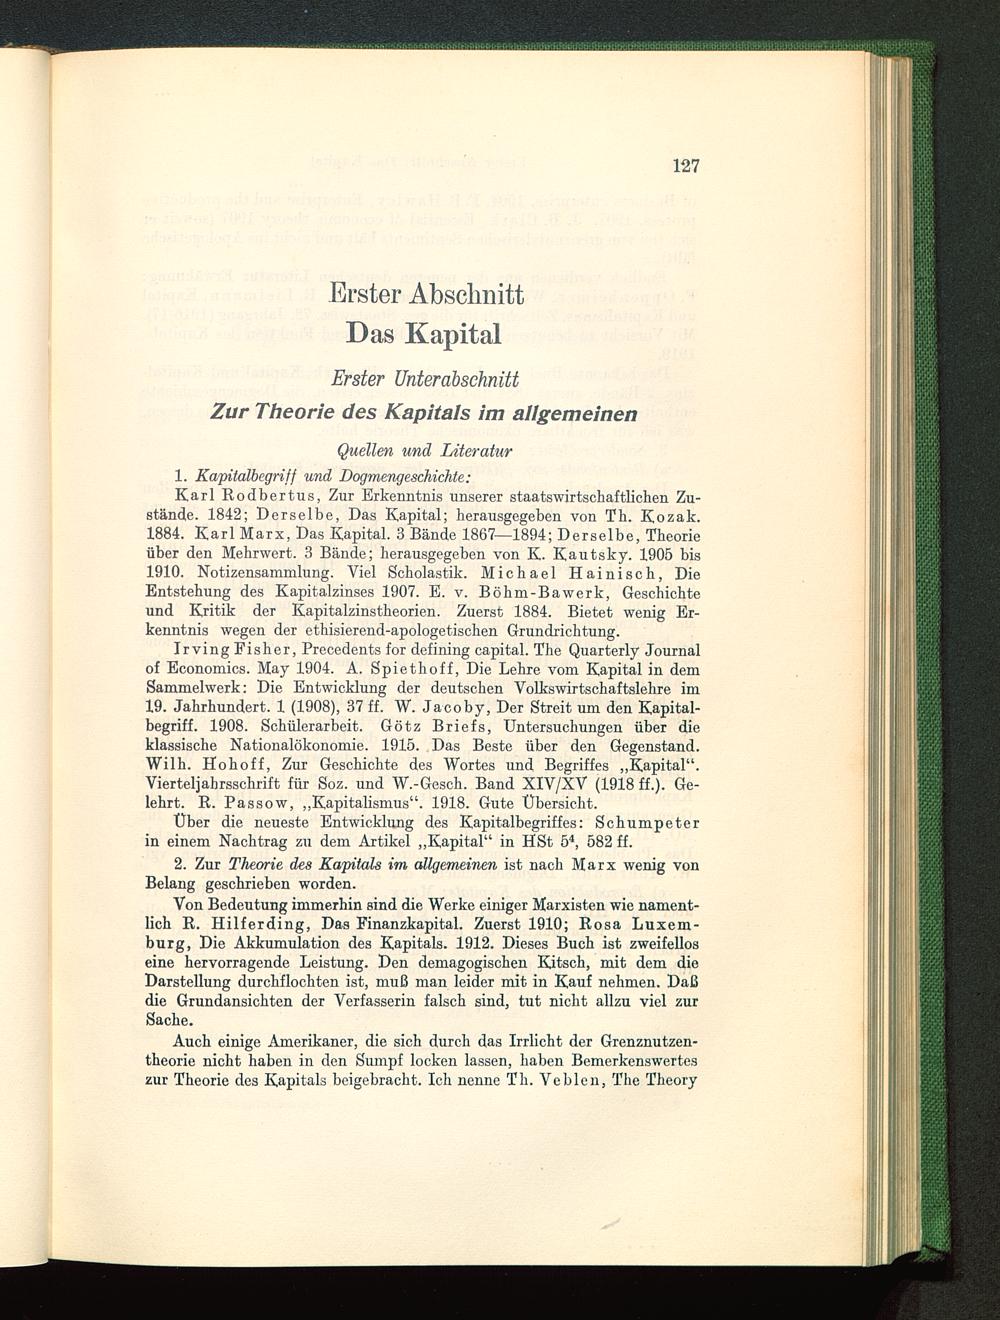 127
Erster Abschnitt
Das Kapital
Erster Unterabschnitt
Zur Theorie des Kapitals im allgemeinen
Quellen und Literatur
1. Kapitalbegriff und Dogmengeschichte:
Karl Rodbertus, Zur Erkenntnis unserer staatswirtschaftlichen Zu-
stände. 1842; Derselbe, Das Kapital; herausgegeben von Th. Kozak.
1884. Karl Marx, Das Kapital. 3 Bände 1867—1894; Derselbe, Theorie
über den Mehrwert. 3 Bände; herausgegeben von K. Kautsky. 1905 bis
1910. Notizensammlung. Viel Scholastik. Michael Hainisch, Die
Entstehung des Kapitalzinses 1907. E. v. Böhm-Bawerk, Geschichte
und Kritik der Kapitalzinstheorien. Zuerst 1884. Bietet wenig Er-
kenntnis wegen der ethisierend-apologetischen Grundrichtung.
Irving Fisher, Precedents for defining capital. The Quarterly Journal
of Economics. May 1904. A. Spiethoff, Die Lehre vom Kapital in dem
Sammelwerk: Die Entwicklung der deutschen Volkswirtschaftslehre im
19. Jahrhundert. 1 (1908), 37 ff. W. Jacoby, Der Streit um den Kapital-
begriff. 1908. Schülerarbeit. Götz Briefs, Untersuchungen über die
klassische Nationalökonomie. 1915. Das Beste über den Gegenstand.
Wilh. Hohoff, Zur Geschichte des Wortes und Begriffes „Kapital“.
Vierteljahrsschrift für Soz. und W.-Gesch. Band XIV/XV (1918 ff.). Ge-
lehrt. R. Passow, „Kapitalismus“. 1918. Gute Übersicht.
Über die neueste Entwicklung des Kapitalbegriffes: Schumpeter
in einem Nachtrag zu dem Artikel „Kapital“ in HSt 5⁴, 582 ff.
2. Zur Theorie des Kapitals im allgemeinen ist nach Marx wenig von
Belang geschrieben worden.
Von Bedeutung immerhin sind die Werke einiger Marxisten wie nament-
lich R. Hilferding, Das Finanzkapital. Zuerst 1910; Rosa Luxem-
burg, Die Akkumulation des Kapitals. 1912. Dieses Buch ist zweifellos
eine hervorragende Leistung. Den demagogischen Kitsch, mit dem die
Darstellung durchflochten ist, muß man leider mit in Kauf nehmen. Daß
die Grundansichten der Verfasserin falsch sind, tut nicht allzu viel zur
Sache.
Auch einige Amerikaner, die sich durch das Irrlicht der Grenznutzen-
theorie nicht haben in den Sumpf locken lassen, haben Bemerkenswertes
zur Theorie des Kapitals beigebracht. Ich nenne Th. Veblen, The Theory